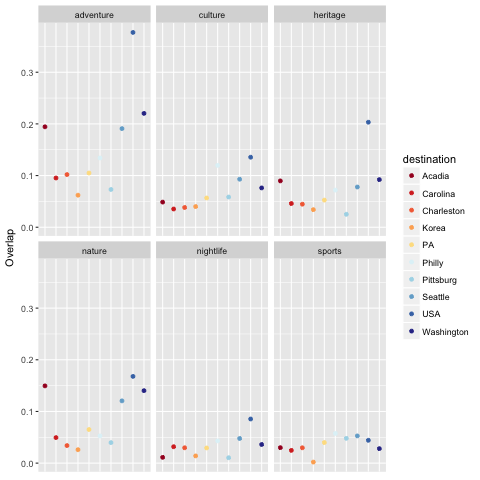 adventure culture heritage
0.3
0.2
0.1
0.0
nature nightlife sports
0.3
0.2
0.1
0.0
Overlap
destination
Acadia
Carolina
Charleston
Korea
PA
Philly
Pittsburg
Seattle
USA
Washington